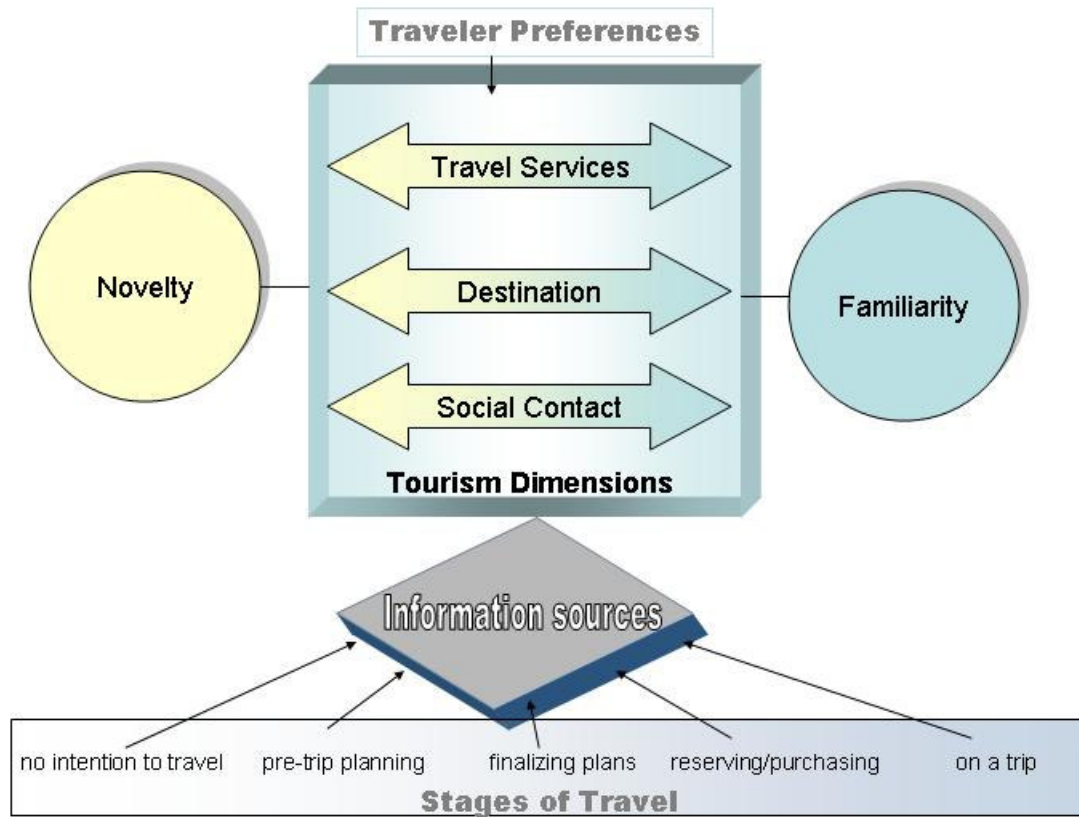 Traveler Preferences
Travel Services
Novelty
Destination
Familiarity
Social Contact
Tourism Dimensions
Information sources
no intention to travel
pre-trip planning
finalizing plans
reserving/purchasing
on a trip
Stages of Travel